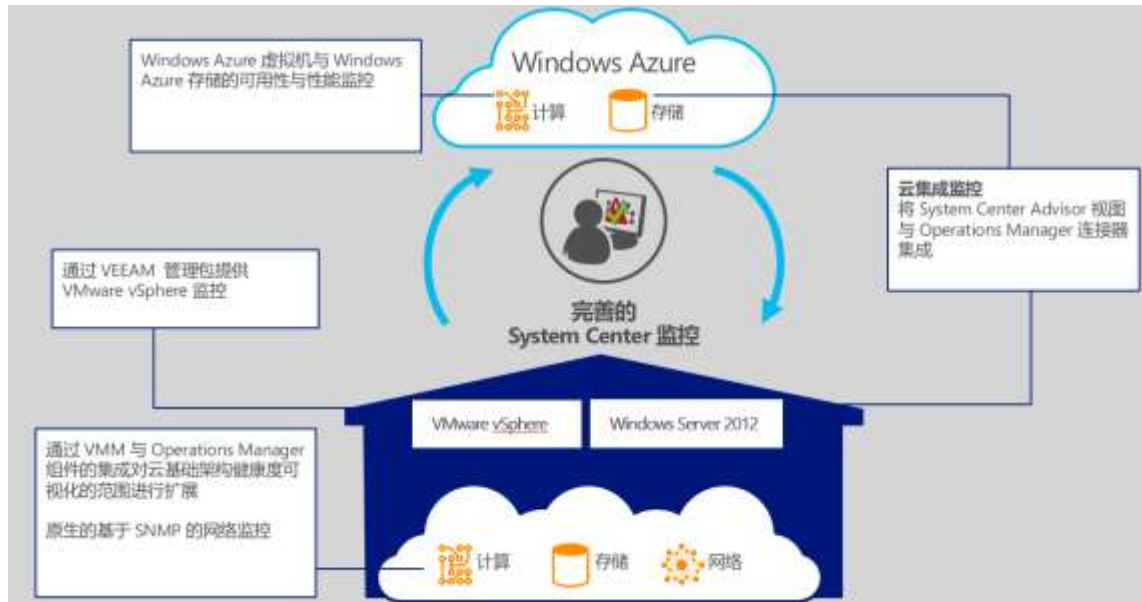 Windows Azure 虚拟机与 Windows
Azure 存储的可用性与性能监控
Windows Azure
计算
存储
云集成监控
将 System Center Advisor 视图
与 Operations Manager 连接器
集成
通过 VEEAM 管理包提供
VMware vSphere 监控
完善的
System Center 监控
VMware vSphere
Windows Server 2012
通过 VMM 与 Operations Manager
组件的集成对云基础架构健康度可
视化的范围进行扩展
原生的基于 SNMP 的网络监控
计算
存储
网络